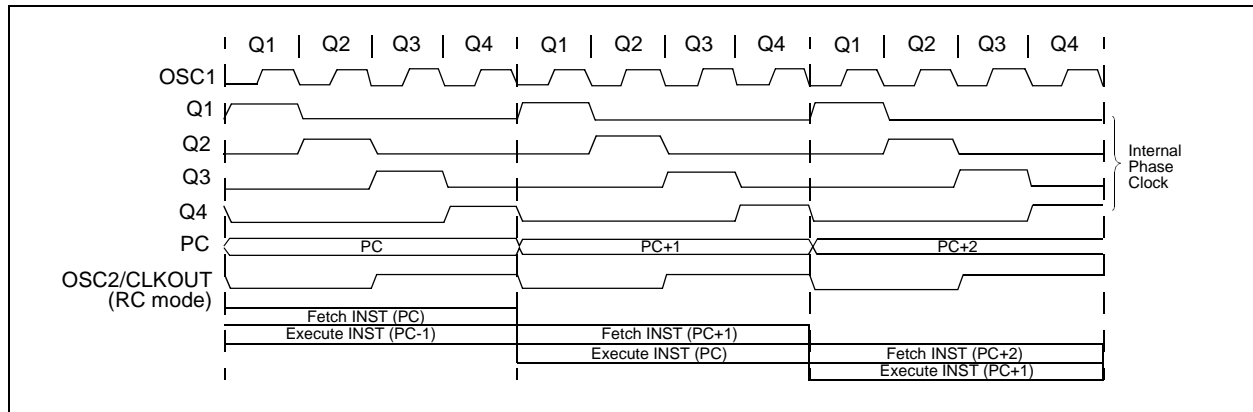 Q1 Q2 Q3 Q4 Q1 Q2 Q3 Q4 Q1 Q2 Q3 Q4
OSC1
Q1
Q2
Q3
Q4
Internal
Phase
Clock
PC PC PC+1 PC+2
OSC2/CLKOUT
(RC mode)
Fetch INST (PC)
Execute INST (PC-1) Fetch INST (PC+1)
Execute INST (PC) Fetch INST (PC+2)
Execute INST (PC+1)